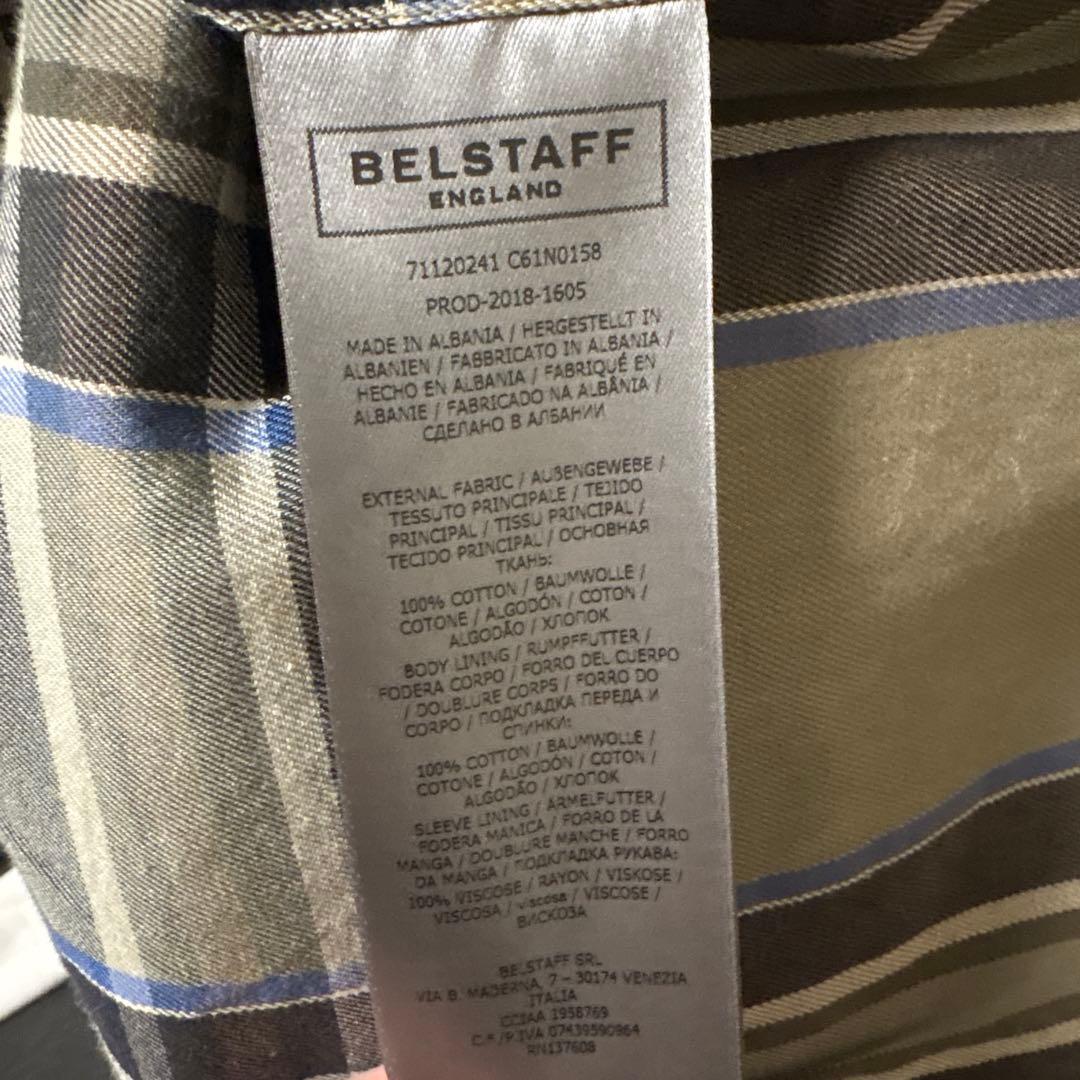 BELSTAFF
ENGLAND
71120241 C61N0158
PROD-2018-1605
MADE IN ALBANIA / HERGESTELLT IN
ALBANIEN / FABBRICATO IN ALBANIA /
HECHO EN ALBANIA / FABRIQUÉ EN
ALBANIE / FABRICADO NA ALBÂNIA /
СДЕЛАНО В АЛБАНИИ
EXTERNAL FABRIC / AUßENGEWEBE /
TESSUTO PRINCIPALE / TEJIDO
PRINCIPAL / TISSU PRINCIPAL /
TECIDO PRINCIPAL / ОСНОВНАЯ
ТКАНЬ:
100% COTTON / BAUMWOLLE /
COTONE / ALGODÓN / COTON /
ALGODÃO / ХЛОПОК
BODY LINING / RUMPFFUTTER /
FODERA CORPO / FORRO DEL CUERPO
/ DOUBLURE CORPS / FORRO DO
CORPO / ПОДКЛАДКА ПЕРЕДА И
СПИНКИ:
100% COTTON / BAUMWOLLE /
COTONE / ALGODÓN / COTON /
ALGODÃO / ХЛОПОК
SLEEVE LINING / ARMELFUTTER /
FODERA MANICA / FORRO DE LA
MANGA / DOUBLURE MANCHE / FORRO
DA MANGA / ПОДКЛАДКА РУКАВА:
100% VISCOSE / RAYON / VISKOSE /
VISCOSA / viscosa / VISCOSE /
ВИСКОЗА
BELSTAFF SRL
VIA B. MADERNA, 7 – 30174 VENEZIA
ITALIA
CCIAA 1958769
C.F /P.IVA 07439590964
RN137608